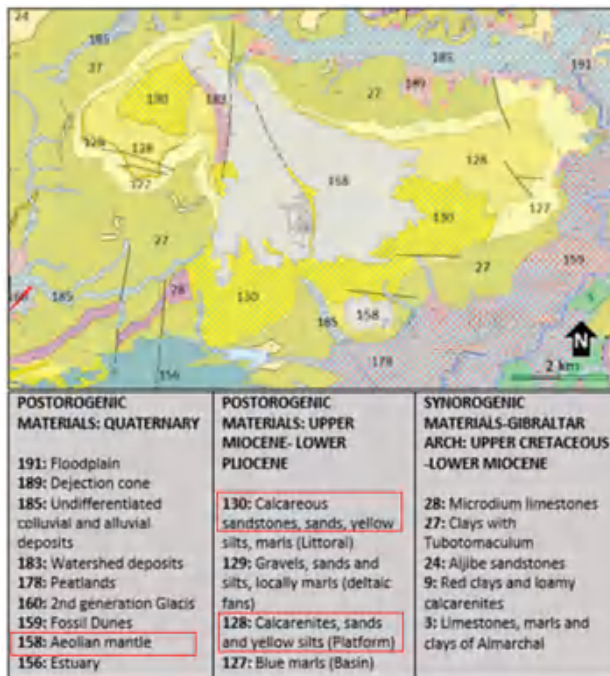 24
185
27
185
191
130
183
189
27
129
128
158
128
127
130
127
27
27
159
185
28
130
185
158
156
178
N
2 km
POSTOROGENIC
MATERIALS: QUATERNARY
191: Floodplain
189: Dejection cone
185: Undifferentiated
colluvial and alluvial
deposits
183: Watershed deposits
178: Peatlands
160: 2nd generation Glacis
159: Fossil Dunes
158: Aeolian mantle
156: Estuary
POSTOROGENIC
MATERIALS: UPPER
MIOCENE- LOWER
PLIOCENE
130: Calcareous
sandstones, sands, yellow
silts, marls (Littoral)
129: Gravels, sands and
silts, locally marls (deltaic
fans)
128: Calcarenites, sands
and yellow silts (Platform)
127: Blue marls (Basin)
SYNOROGENIC
MATERIALS-GIBRALTAR
ARCH: UPPER CRETACEOUS
-LOWER MIOCENE
28: Microdium limestones
27: Clays with
Tubotomaculum
24: Aljibe sandstones
9: Red clays and loamy
calcarenites
3: Limestones, marls and
clays of Almarchal